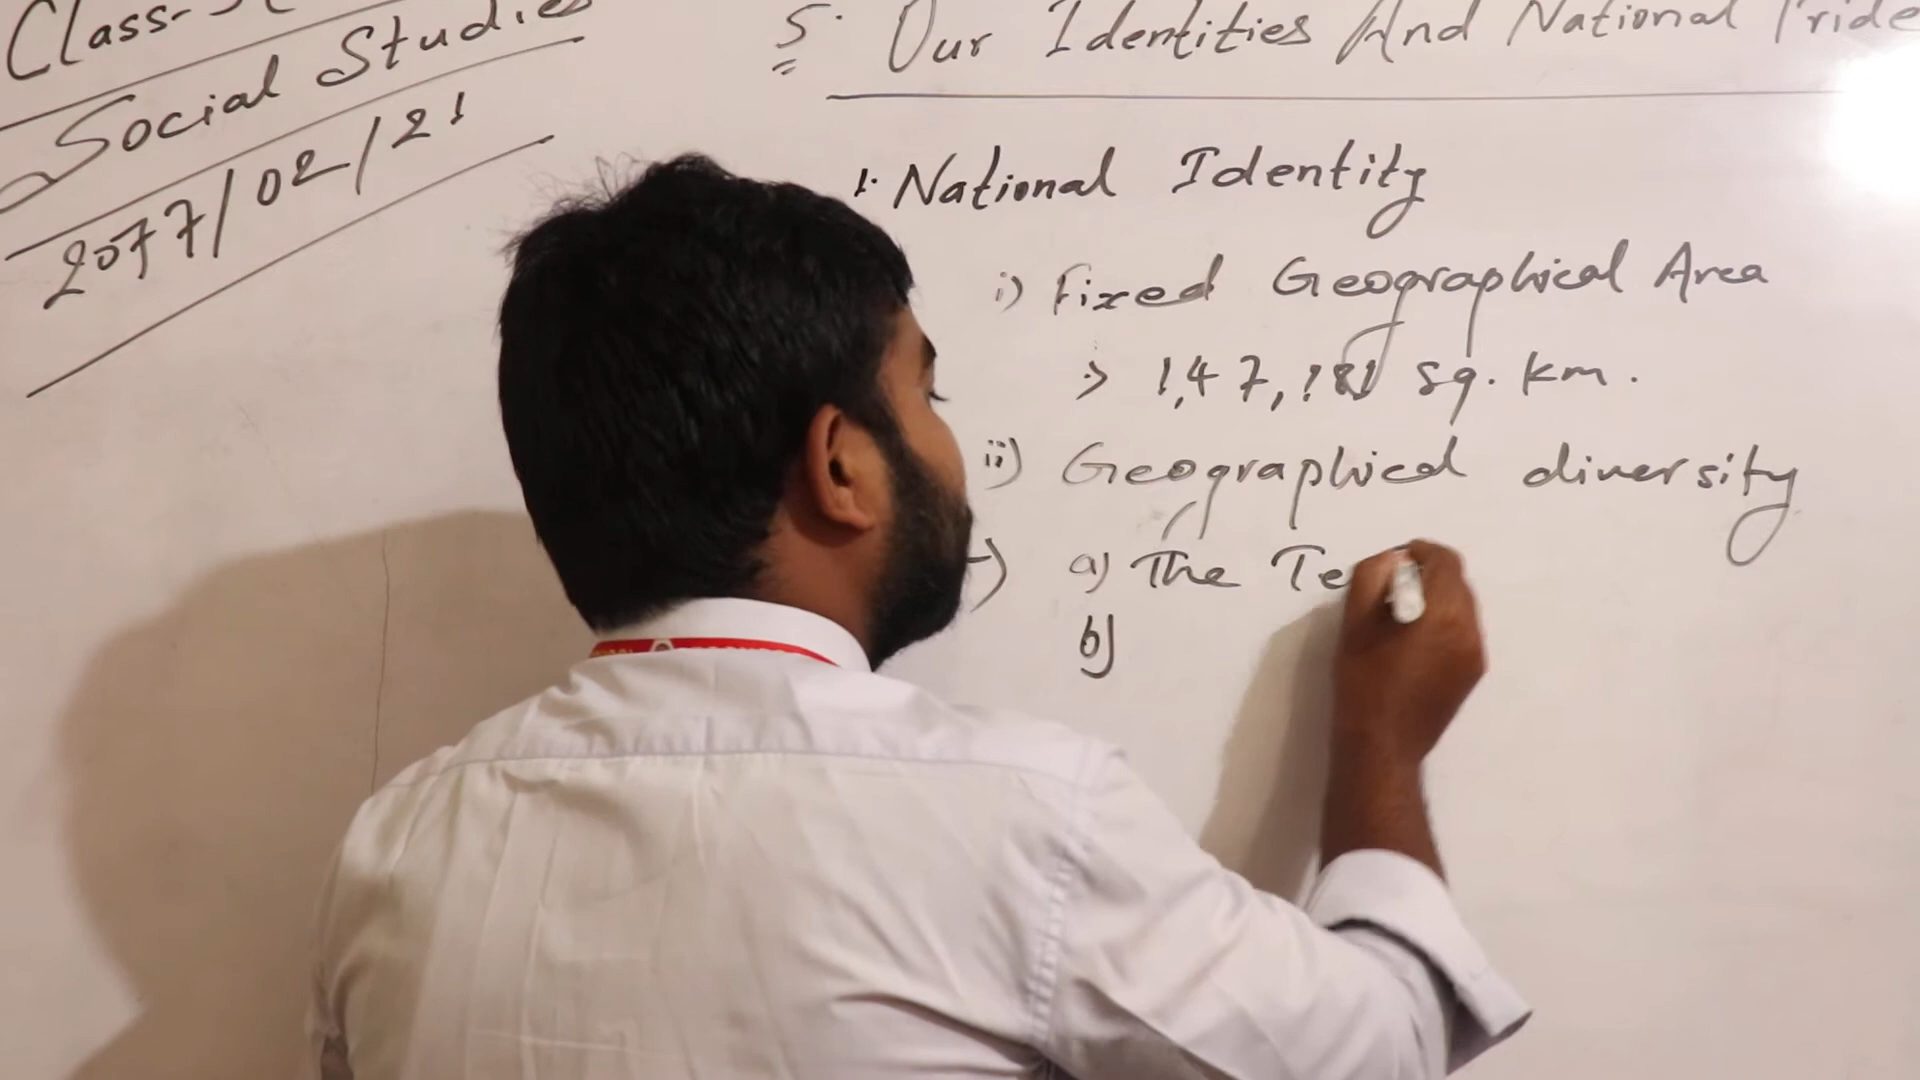 Class-
Social Studies
2077/02/21
5. Our Identities And National Pride
1. National Identity
i) Fixed Geographical Area
1,47,181 sq. km.
ii) Geographical diversity
a) The Te
b)